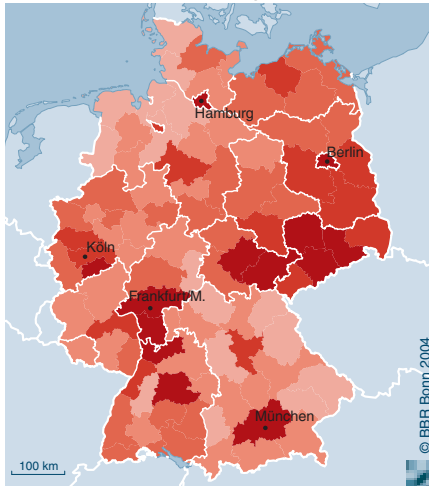 Hamburg
Berlin
Köln
Frankfurt/M.
München
100 km
© BBR Bonn 2004